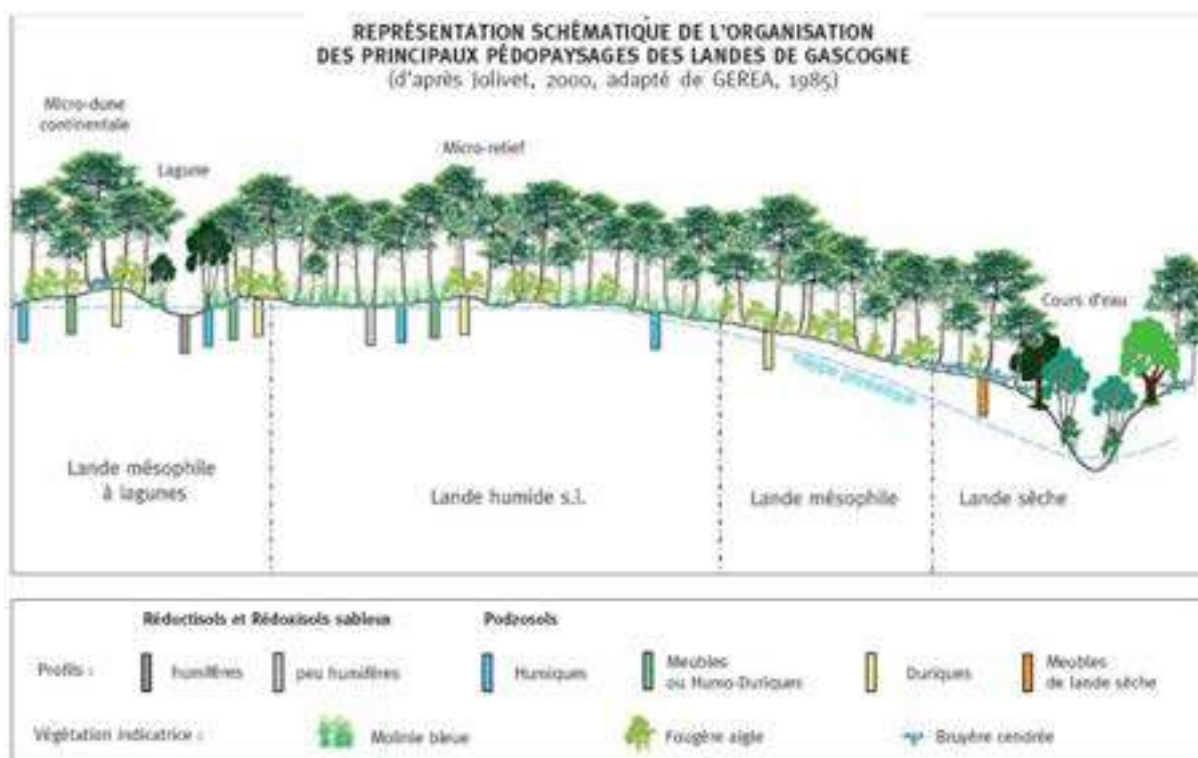 REPRÉSENTATION SCHÉMATIQUE DE L'ORGANISATION
DES PRINCIPAUX PÉDOPAYSAGES DES LANDES DE GASCOGNE
(d'après Jolivet, 2000, adapté de GEREA, 1985)
Micro-dune
continentale
Lagune
Micro-relief
Cours d'eau
Lande mésophile
à lagunes
Lande humide s.l.
Lande mésophile
Lande sèche
Réductisols et Rédoxisols sableux
Podzosols
Profils :
humifères
peu humifères
Humiques
Meubles
ou Humo-Duriques
Duriques
Meubles
de lande sèche
Végétation indicatrice :
Molinie bleue
Fougère aigle
Bruyère cendrée